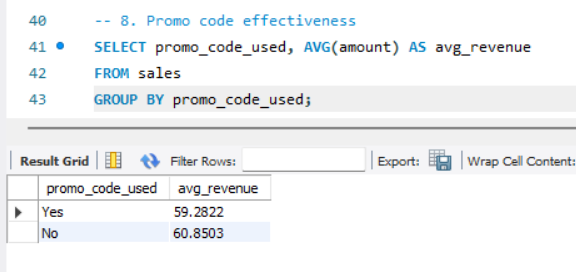 40 -- 8. Promo code effectiveness
41 SELECT promo_code_used, AVG(amount) AS avg_revenue
42 FROM sales
43 GROUP BY promo_code_used;
Result Grid Filter Rows: Export: Wrap Cell Content:
promo_code_used avg_revenue
Yes 59.2822
No 60.8503